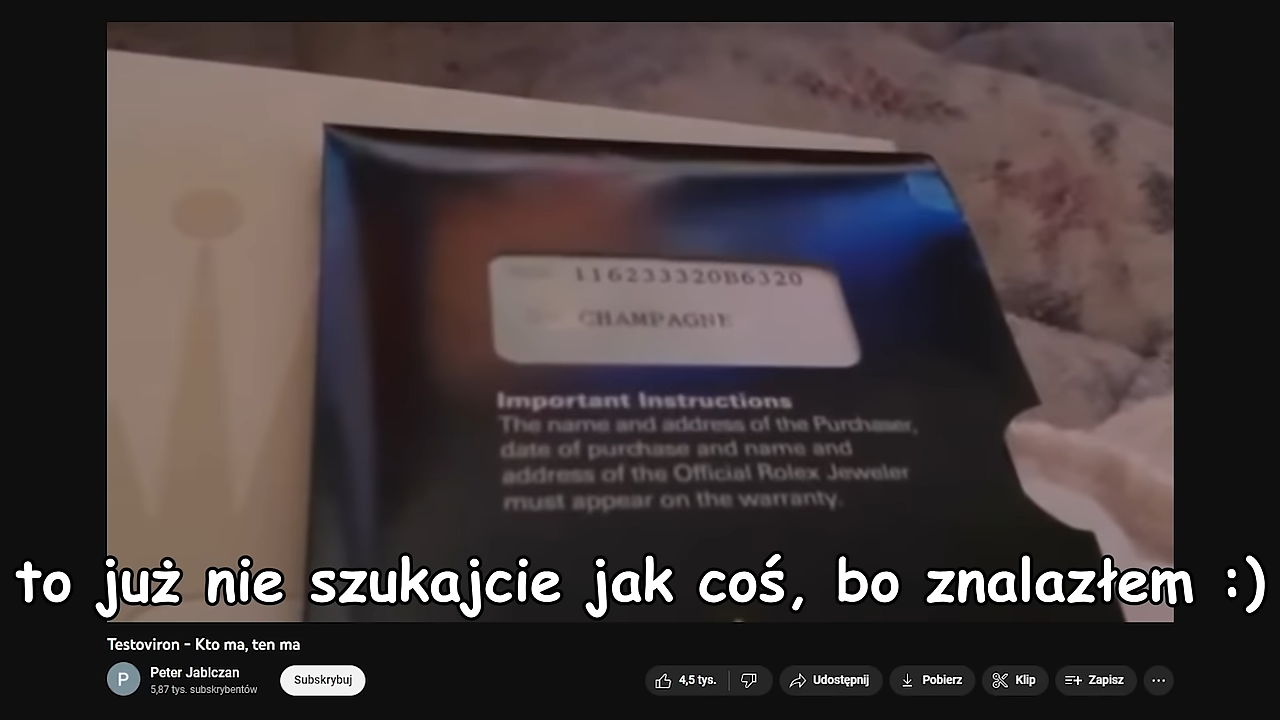 116233320B6320
CHAMPAGNE
Important Instructions
The name and address of the Purchaser,
date of purchase and name and
address of the Official Rolex Jeweler
must appear on the warranty.
to już nie szukajcie jak coś, bo znalazłem :)
Testoviron - Kto ma, ten ma
P
Peter Jablczan
5,87 tys. subskrybentów
Subskrybuj
4,5 tys.
Udostępnij
Pobierz
Klip
Zapisz